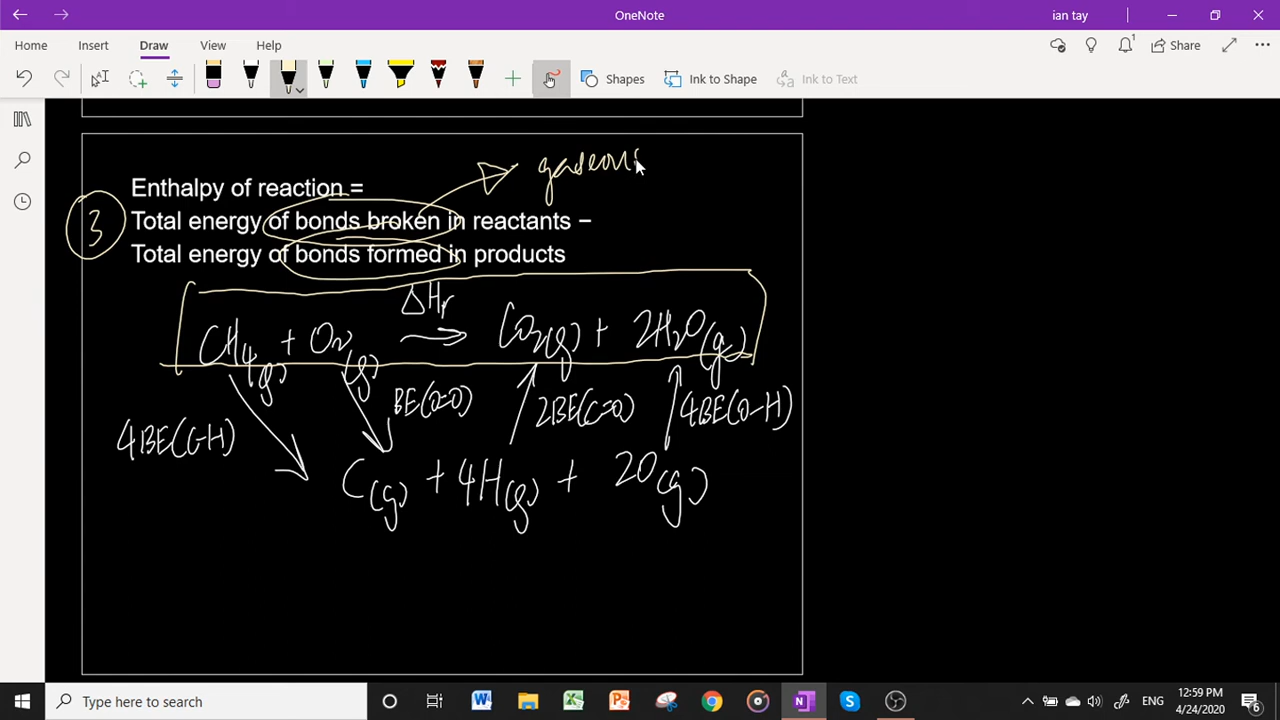 OneNote
ian tay
Home Insert Draw View Help
Share
Shapes
Ink to Shape
Ink to Text
gaseous
Enthalpy of reaction =
Total energy of bonds broken in reactants −
Total energy of bonds formed in products
3
ΔHr
CH4(g) + O2(g) → CO2(g) + 2H2O(g)
4BE(C-H) BE(O=O) 2BE(C=O) 4BE(O-H)
C(g) + 4H(g) + 2O(g)
Type here to search
ENG
12:59 PM
4/24/2020
6